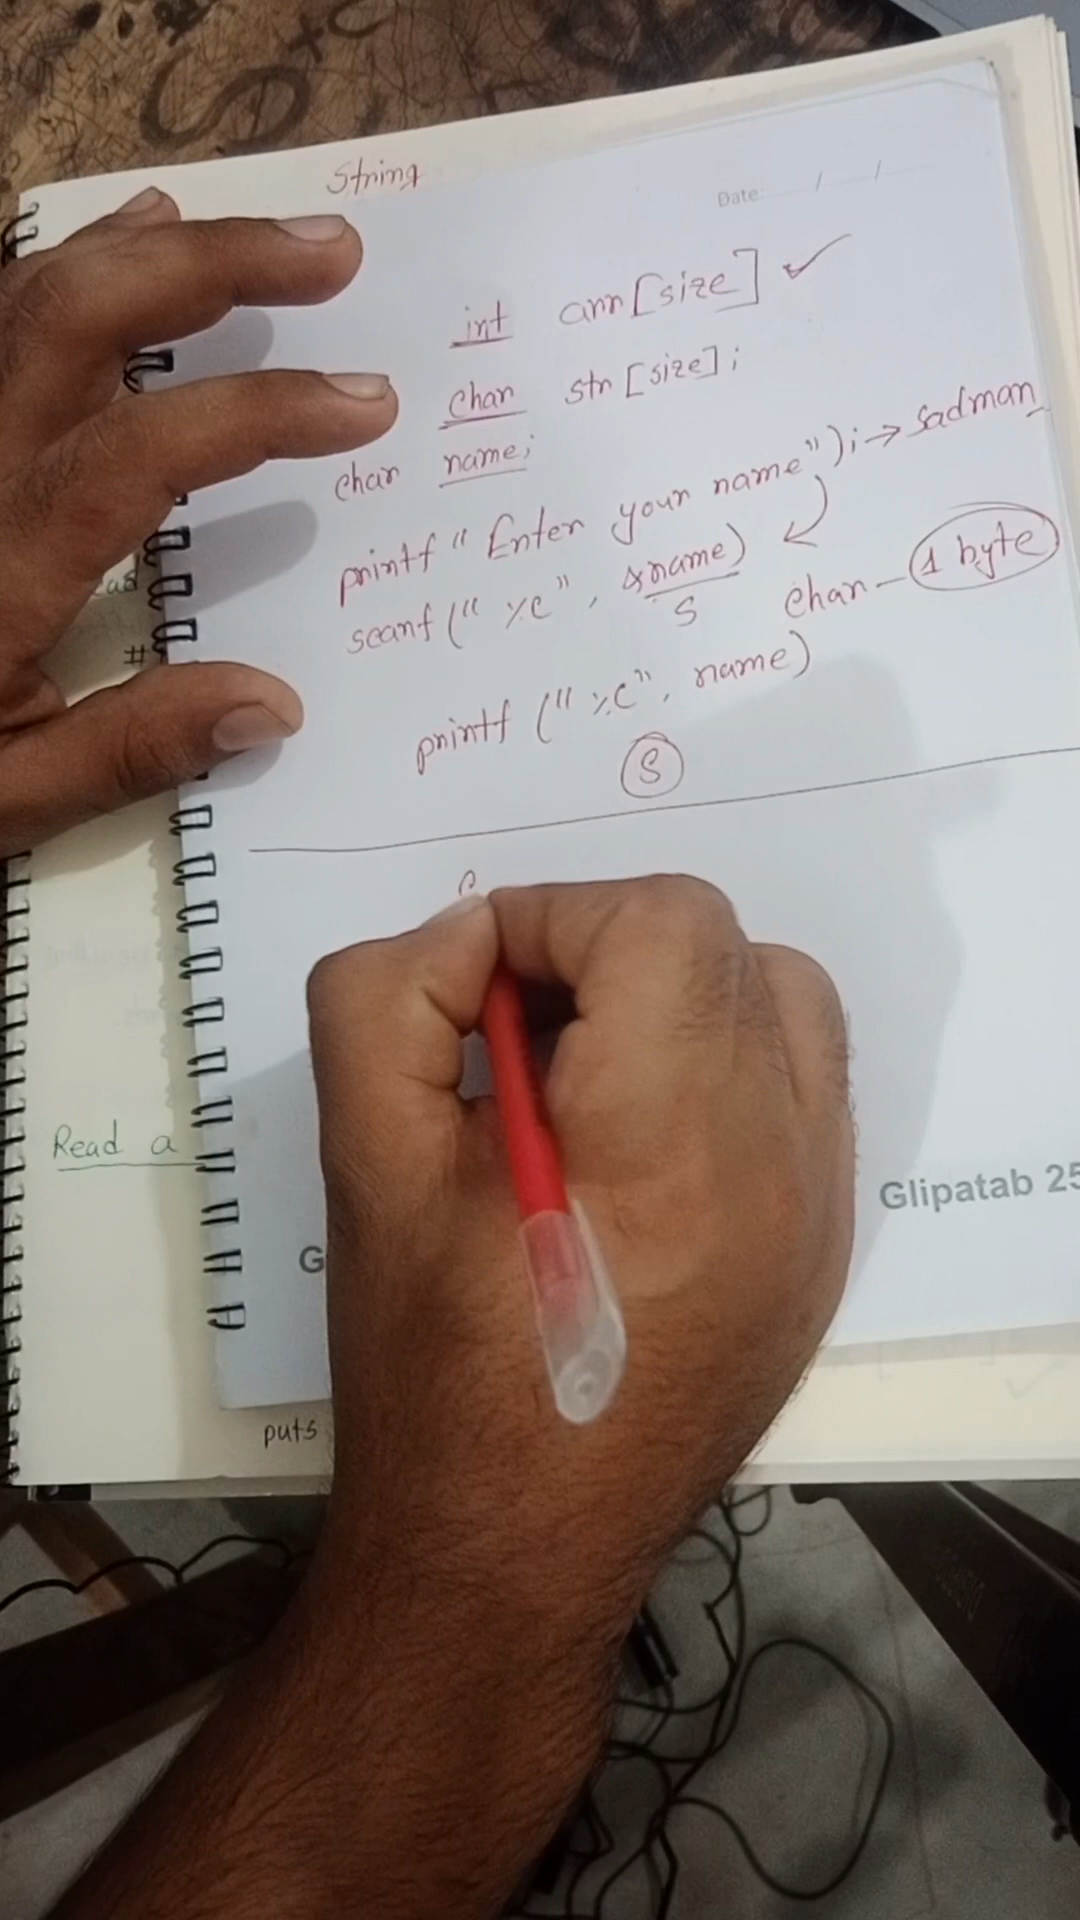 String
Date: / /
int arr[size] ✓
char str[size];
char name;
printf "Enter your name"); → Sadman
scanf("%c", &name)
S
char - 1 byte
printf ("%c", name)
S
#
Read a
Glipatab 25
G
puts